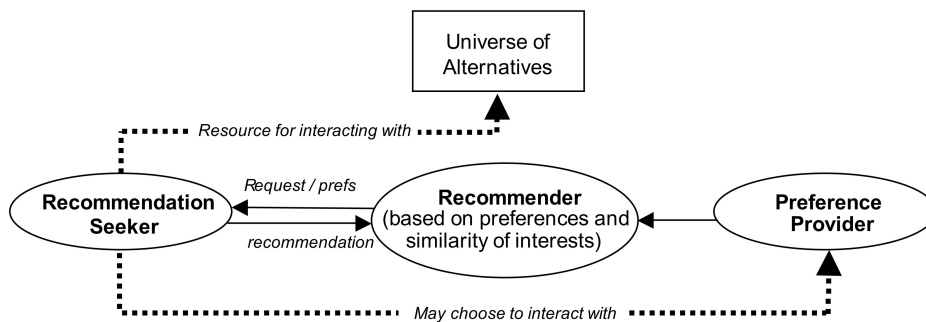 Universe of
Alternatives
Resource for interacting with
Recommendation
Seeker
Request / prefs
recommendation
Recommender
(based on preferences and
similarity of interests)
Preference
Provider
May choose to interact with